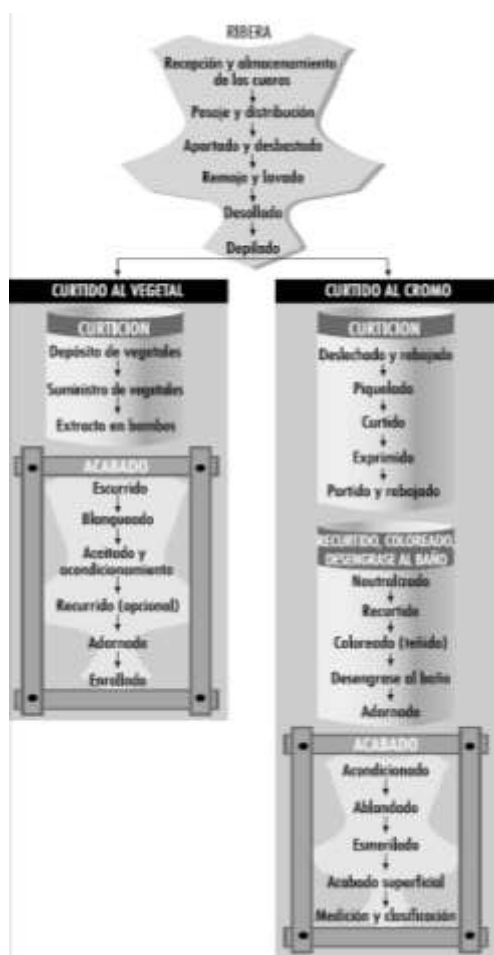 RIBERA
Recepción y almacenamiento
de los cueros
Pesaje y distribución
Apartado y desbastado
Remojo y lavado
Desollado
Depilado
CURTIDO AL VEGETAL
CURTICION
Depósito de vegetales
Suministro de vegetales
Extracto en bombos
ACABADO
Escurrido
Blanqueado
Aceitado y
acondicionamiento
Recurrido (opcional)
Adornado
Enrollado
CURTIDO AL CROMO
CURTICION
Deslechado y rebajado
Piquelado
Curtido
Exprimido
Partido y rebajado
RECURTIDO, COLOREADO,
DESENGRASE AL BAÑO
Neutralizado
Recurtido
Coloreado (teñido)
Desengrase al baño
Adornado
ACABADO
Acondicionado
Ablandado
Esmerilado
Acabado superficial
Medición y clasificación